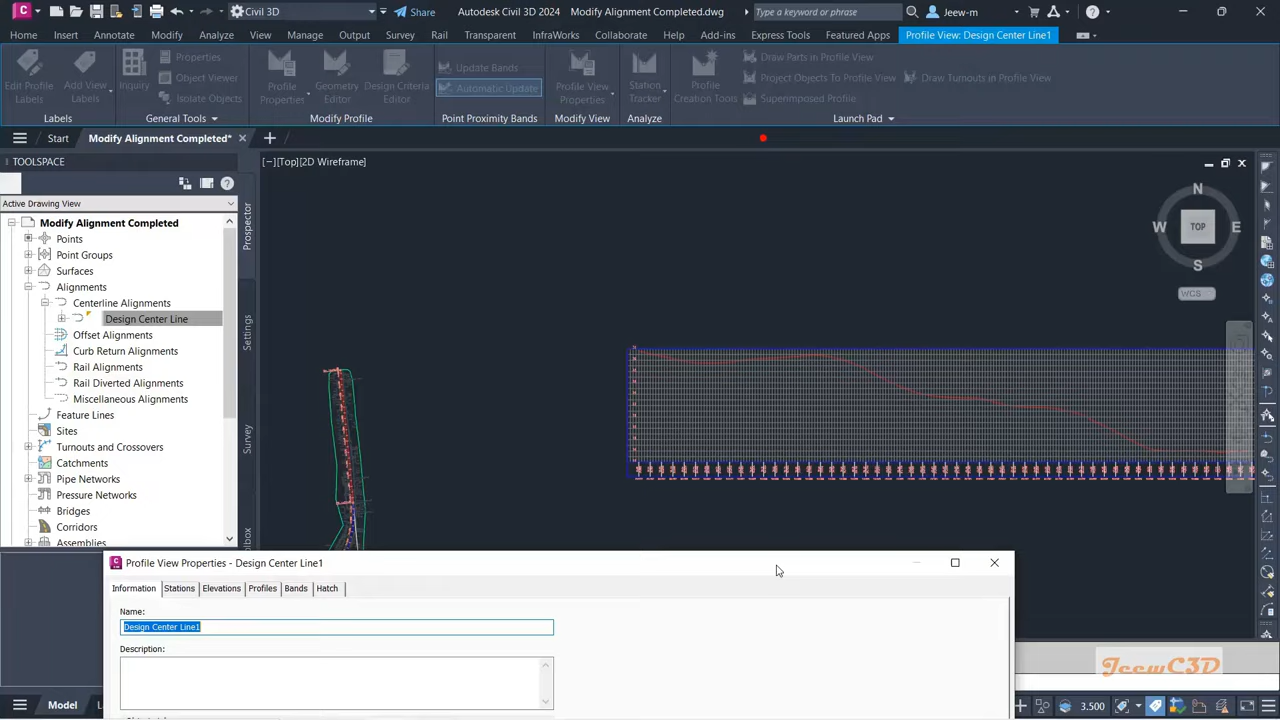 Civil 3D
Share
Autodesk Civil 3D 2024 Modify Alignment Completed.dwg
Type a keyword or phrase
Jeew-m
Home Insert Annotate Modify Analyze View Manage Output Survey Rail Transparent InfraWorks Collaborate Help Add-ins Express Tools Featured Apps Profile View: Design Center Line1
Edit Profile Labels
Add View Labels
Inquiry
Properties
Object Viewer
Isolate Objects
Profile Properties
Geometry Editor
Design Criteria Editor
Update Bands
Automatic Update
Profile View Properties
Station Tracker
Profile Creation Tools
Draw Parts in Profile View
Project Objects To Profile View
Superimposed Profile
Draw Turnouts in Profile View
Labels General Tools Modify Profile Point Proximity Bands Modify View Analyze Launch Pad
Start Modify Alignment Completed*
TOOLSPACE
[−][Top][2D Wireframe]
Active Drawing View
Modify Alignment Completed
Points
Point Groups
Surfaces
Alignments
Centerline Alignments
Design Center Line
Offset Alignments
Curb Return Alignments
Rail Alignments
Rail Diverted Alignments
Miscellaneous Alignments
Feature Lines
Sites
Turnouts and Crossovers
Catchments
Pipe Networks
Pressure Networks
Bridges
Corridors
Assemblies
Prospector
Settings
Survey
N
W TOP E
S
WCS
Profile View Properties - Design Center Line1
Information Stations Elevations Profiles Bands Hatch
Name:
Design Center Line1
Description:
JeewC3D
Model
3.500